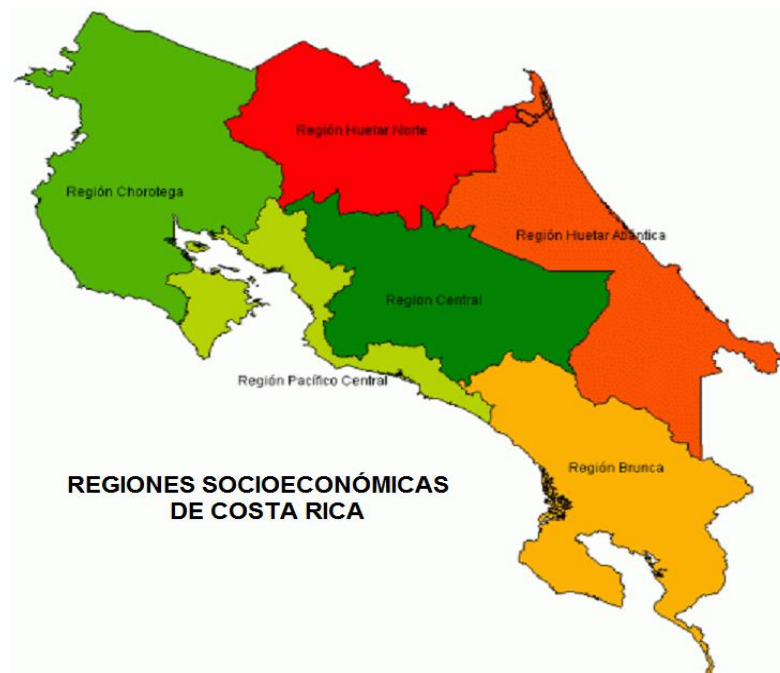 Región Huetar Norte
Región Chorotega
Región Huetar Atlántica
Region Central
Región Pacífico Central
Región Brunca
REGIONES SOCIOECONÓMICAS
DE COSTA RICA